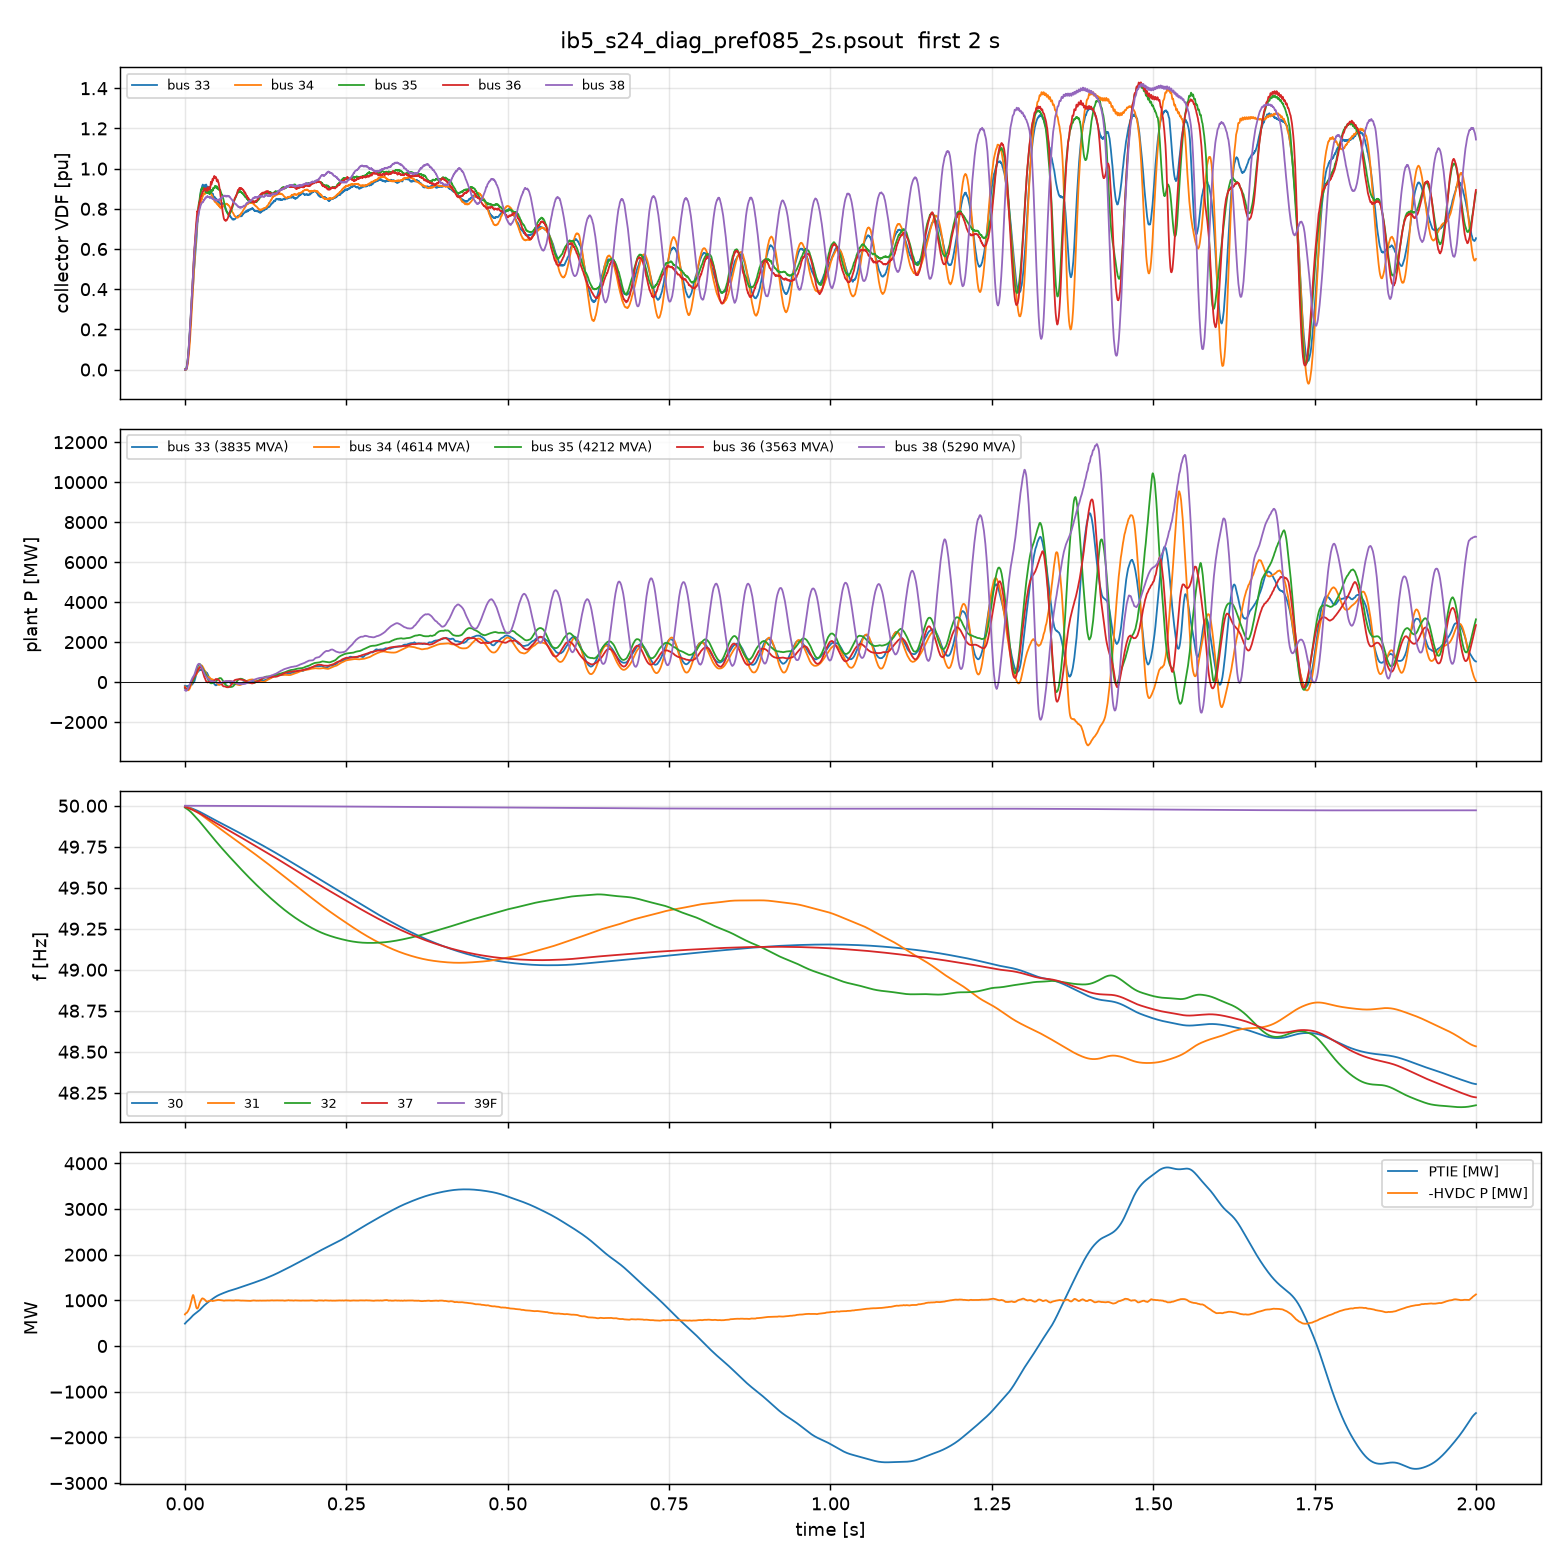 ib5_s24_diag_pref085_2s.psout  first 2 s
bus 33 bus 34 bus 35 bus 36 bus 38
collector VDF [pu]
1.4
1.2
1.0
0.8
0.6
0.4
0.2
0.0
bus 33 (3835 MVA) bus 34 (4614 MVA) bus 35 (4212 MVA) bus 36 (3563 MVA) bus 38 (5290 MVA)
plant P [MW]
12000
10000
8000
6000
4000
2000
0
−2000
f [Hz]
50.00
49.75
49.50
49.25
49.00
48.75
48.50
48.25
30 31 32 37 39F
PTIE [MW]
-HVDC P [MW]
MW
4000
3000
2000
1000
0
−1000
−2000
−3000
0.00 0.25 0.50 0.75 1.00 1.25 1.50 1.75 2.00
time [s]